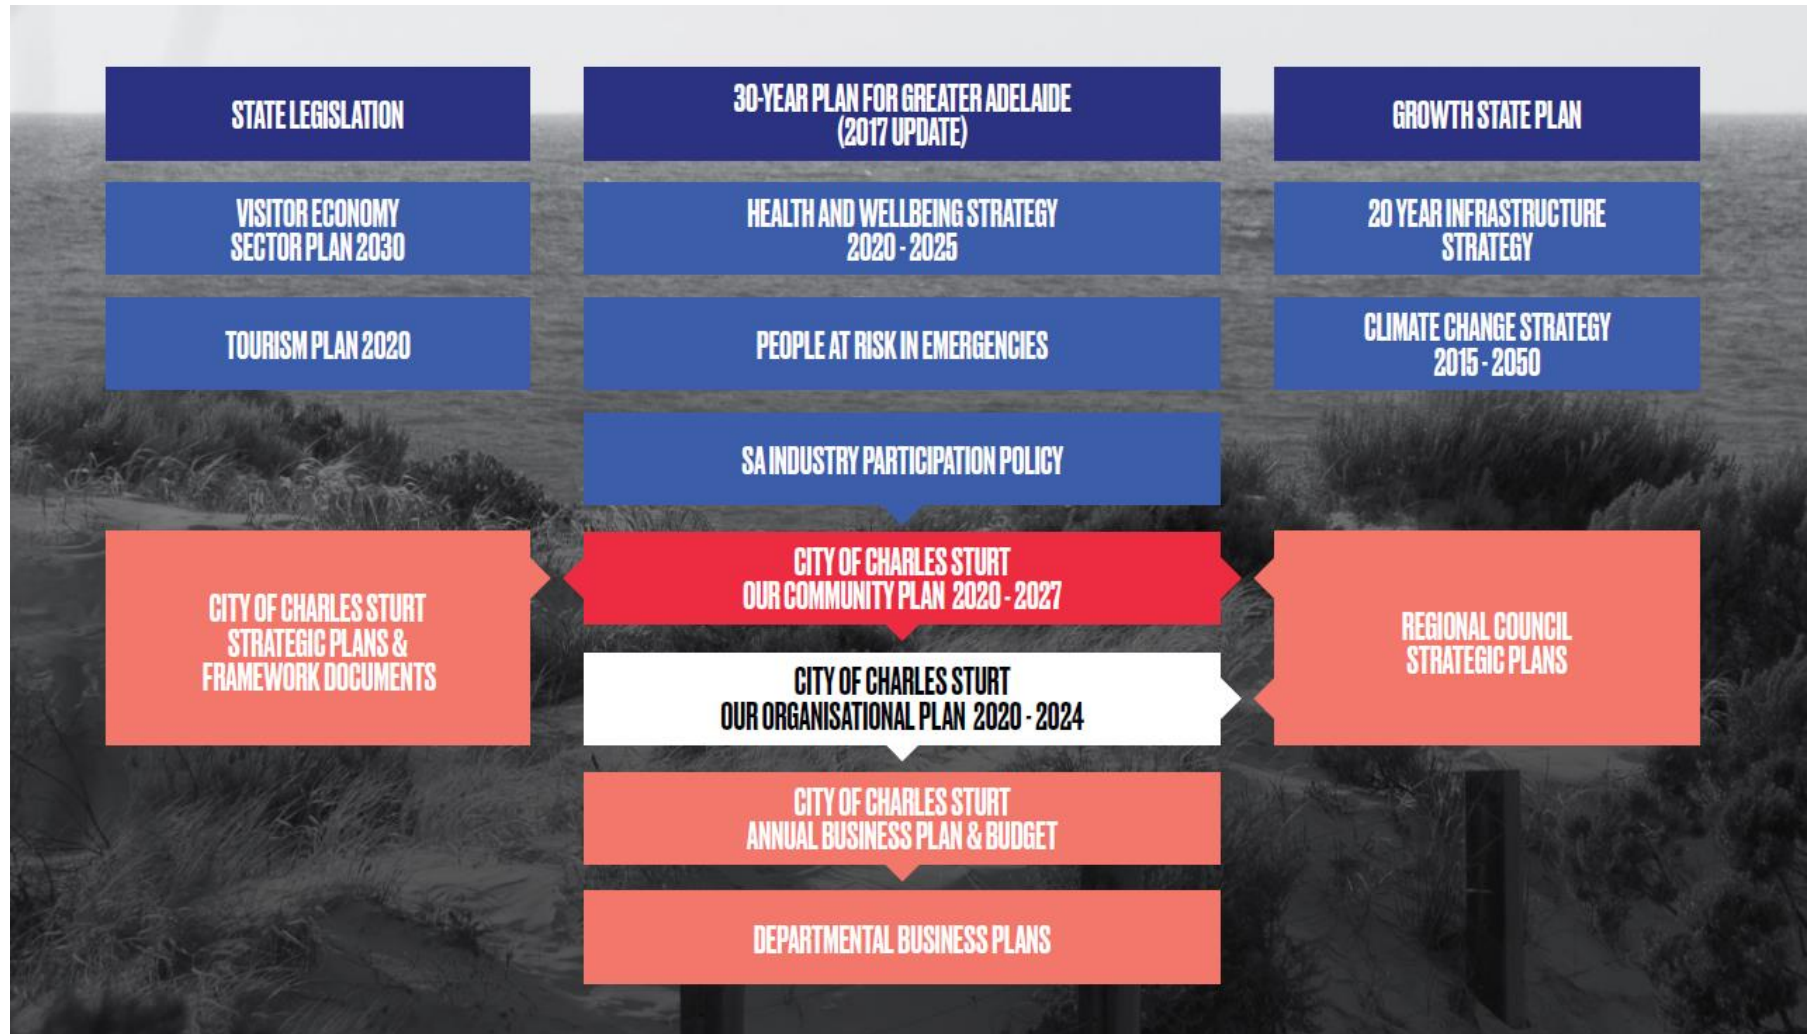 STATE LEGISLATION
30-YEAR PLAN FOR GREATER ADELAIDE
(2017 UPDATE)
GROWTH STATE PLAN
VISITOR ECONOMY
SECTOR PLAN 2030
HEALTH AND WELLBEING STRATEGY
2020 - 2025
20 YEAR INFRASTRUCTURE
STRATEGY
TOURISM PLAN 2020
PEOPLE AT RISK IN EMERGENCIES
CLIMATE CHANGE STRATEGY
2015 - 2050
SA INDUSTRY PARTICIPATION POLICY
CITY OF CHARLES STURT
STRATEGIC PLANS &
FRAMEWORK DOCUMENTS
CITY OF CHARLES STURT
OUR COMMUNITY PLAN 2020 - 2027
REGIONAL COUNCIL
STRATEGIC PLANS
CITY OF CHARLES STURT
OUR ORGANISATIONAL PLAN 2020 - 2024
CITY OF CHARLES STURT
ANNUAL BUSINESS PLAN & BUDGET
DEPARTMENTAL BUSINESS PLANS